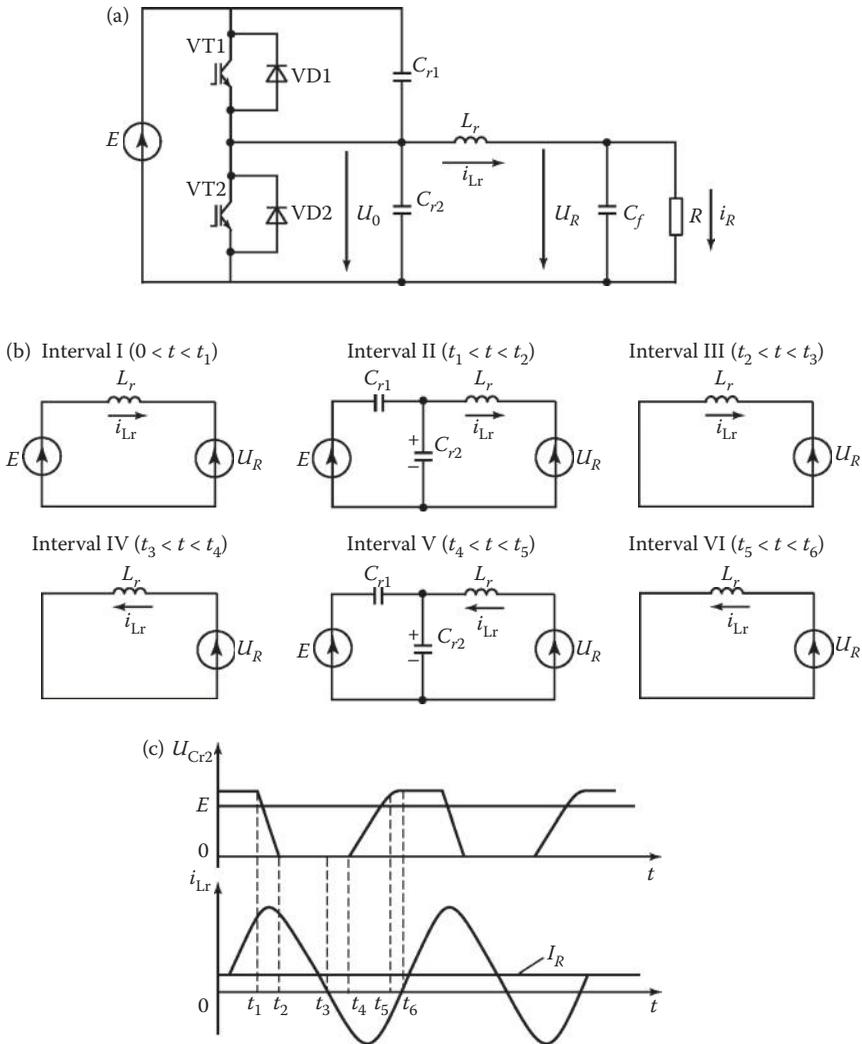 (a)
VT1
VD1
C_r1
L_r
E
i_Lr
VT2
VD2
U_0
C_r2
U_R
C_f
R
i_R
(b) Interval I (0 < t < t_1)
Interval II (t_1 < t < t_2)
Interval III (t_2 < t < t_3)
L_r
C_r1
L_r
L_r
i_Lr
i_Lr
i_Lr
E
U_R
E
+
−
C_r2
U_R
U_R
Interval IV (t_3 < t < t_4)
Interval V (t_4 < t < t_5)
Interval VI (t_5 < t < t_6)
L_r
C_r1
L_r
L_r
i_Lr
i_Lr
i_Lr
U_R
E
+
−
C_r2
U_R
U_R
(c) U_Cr2
E
0
t
i_Lr
I_R
0
t_1 t_2 t_3 t_4 t_5 t_6
t